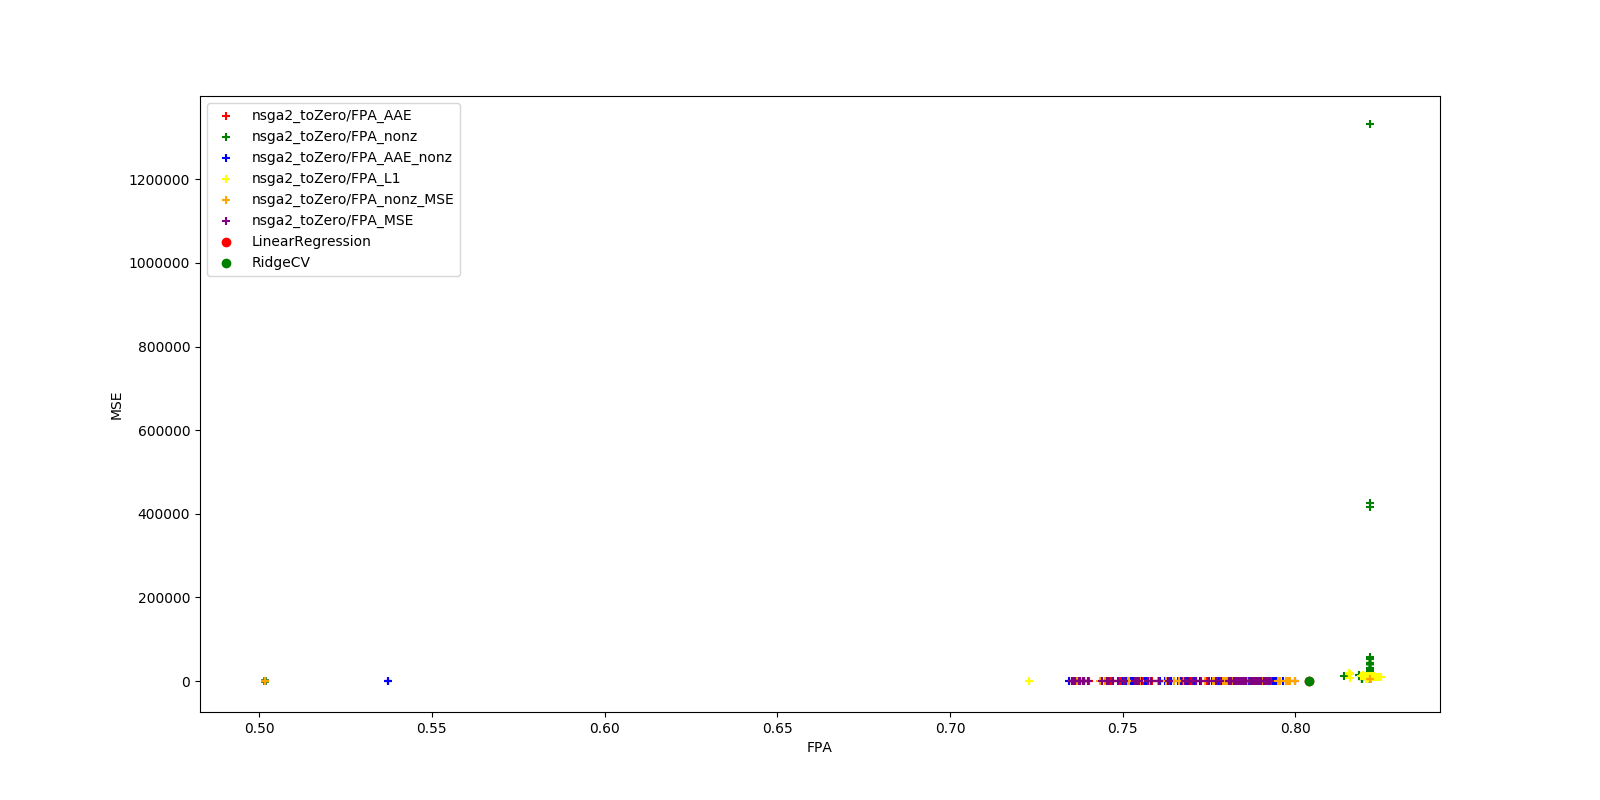 nsga2_toZero/FPA_AAE
nsga2_toZero/FPA_nonz
nsga2_toZero/FPA_AAE_nonz
nsga2_toZero/FPA_L1
nsga2_toZero/FPA_nonz_MSE
nsga2_toZero/FPA_MSE
LinearRegression
RidgeCV
1200000
1000000
800000
600000
400000
200000
0
MSE
0.50 0.55 0.60 0.65 0.70 0.75 0.80
FPA